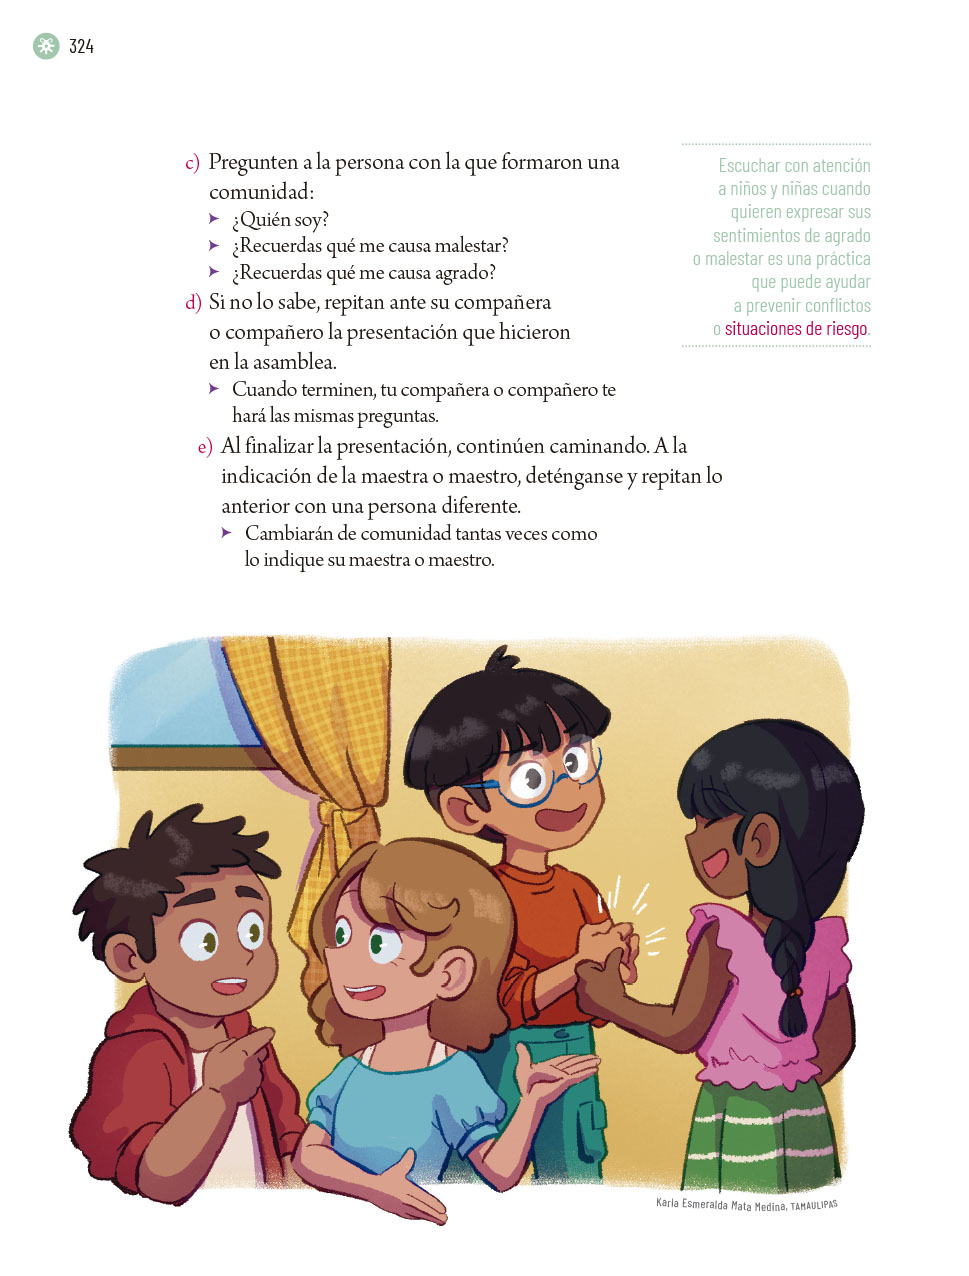 324
c) Pregunten a la persona con la que formaron una
comunidad:
➤ ¿Quién soy?
➤ ¿Recuerdas qué me causa malestar?
➤ ¿Recuerdas qué me causa agrado?
d) Si no lo sabe, repitan ante su compañera
o compañero la presentación que hicieron
en la asamblea.
➤ Cuando terminen, tu compañera o compañero te
hará las mismas preguntas.
e) Al finalizar la presentación, continúen caminando. A la
indicación de la maestra o maestro, deténganse y repitan lo
anterior con una persona diferente.
➤ Cambiarán de comunidad tantas veces como
lo indique su maestra o maestro.
Escuchar con atención
a niños y niñas cuando
quieren expresar sus
sentimientos de agrado
o malestar es una práctica
que puede ayudar
a prevenir conflictos
o situaciones de riesgo.
Karla Esmeralda Mata Medina, TAMAULIPAS